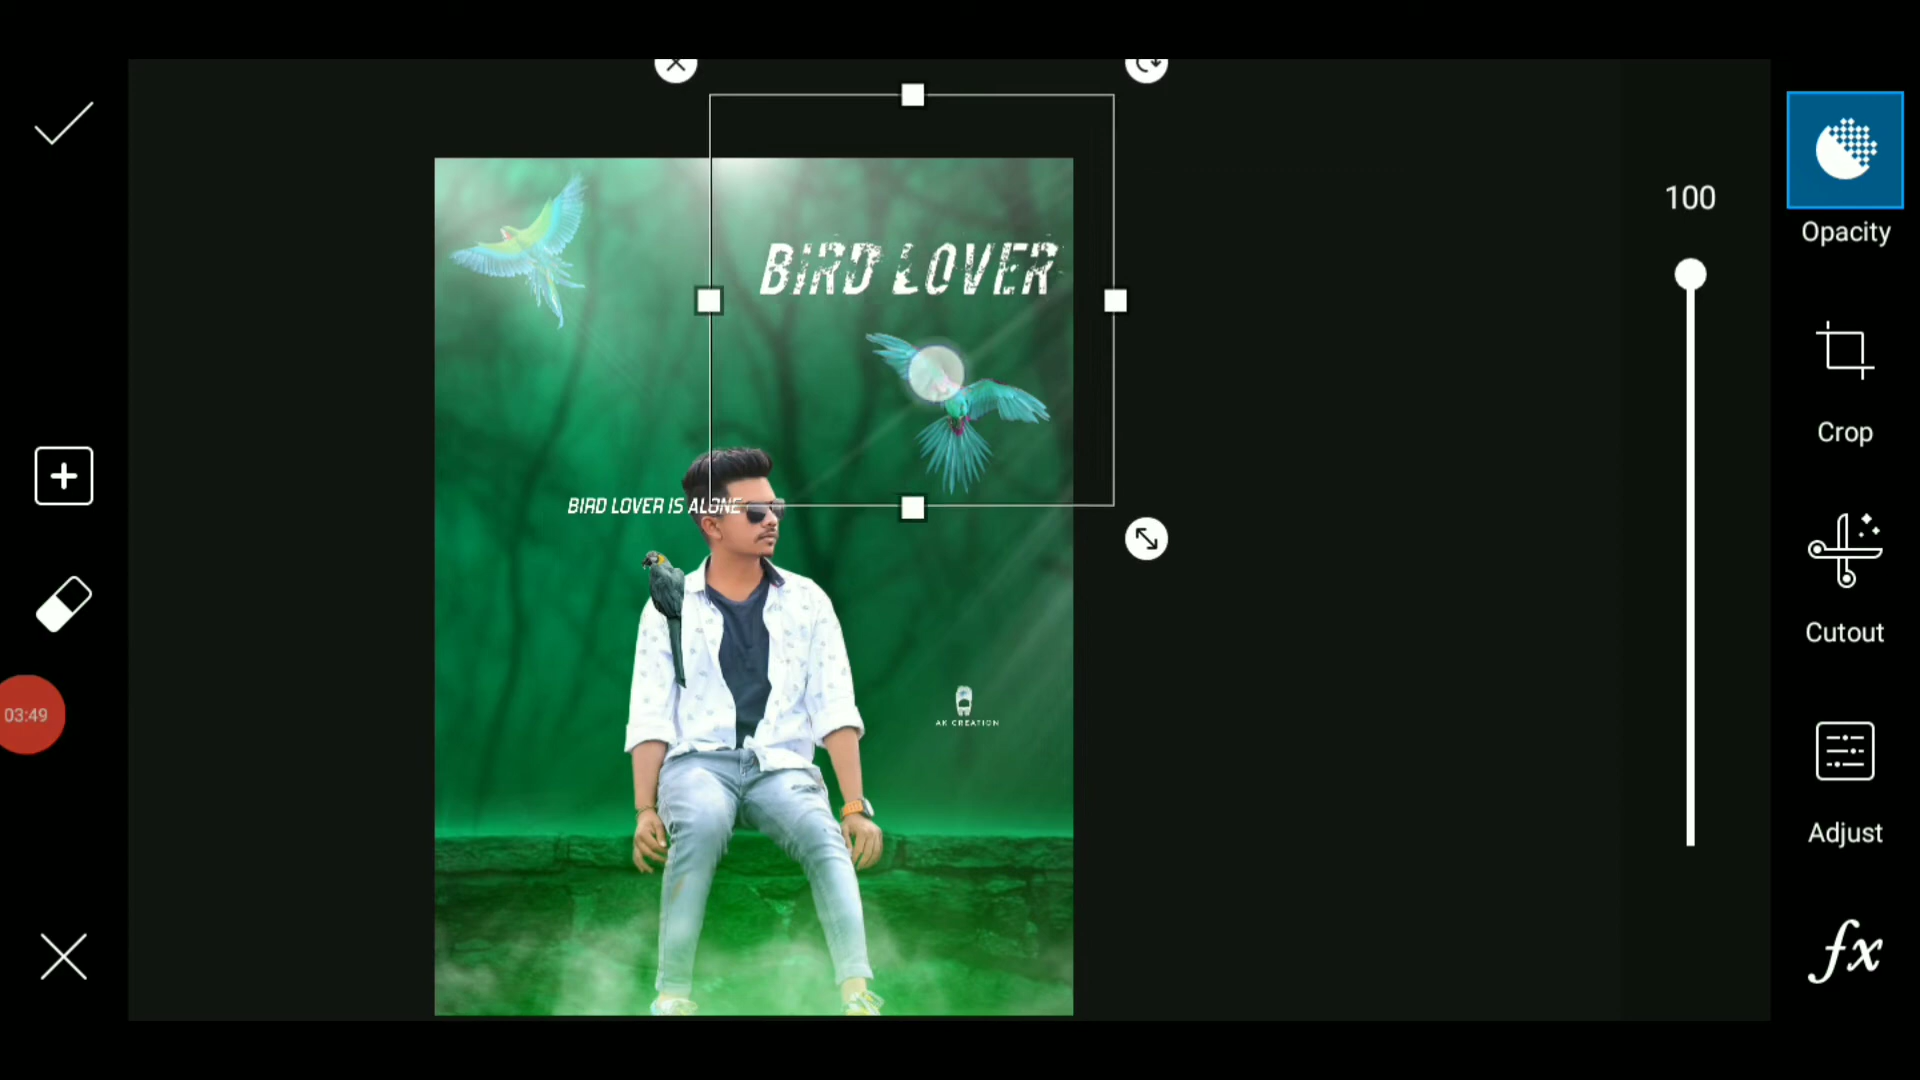 100
Opacity
BIRD LOVER
Crop
BIRD LOVER IS ALONE
Cutout
03:49
AK CREATION
Adjust
fx